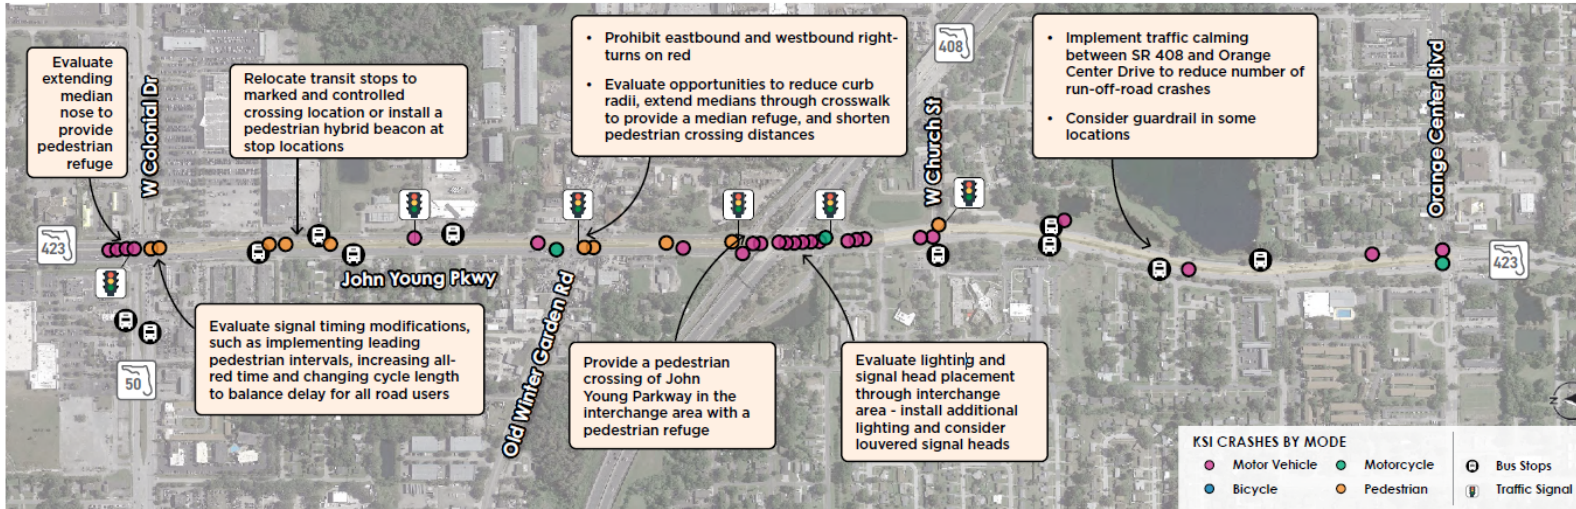 Evaluate
extending
median
nose to
provide
pedestrian
refuge
W Colonial Dr
Relocate transit stops to
marked and controlled
crossing location or install a
pedestrian hybrid beacon at
stop locations
• Prohibit eastbound and westbound right-
turns on red
• Evaluate opportunities to reduce curb
radii, extend medians through crosswalk
to provide a median refuge, and shorten
pedestrian crossing distances
408
W Church St
• Implement traffic calming
between SR 408 and Orange
Center Drive to reduce number of
run-off-road crashes
• Consider guardrail in some
locations
Orange Center Blvd
423
John Young Pkwy
423
Old Winter Garden Rd
Evaluate signal timing modifications,
such as implementing leading
pedestrian intervals, increasing all-
red time and changing cycle length
to balance delay for all road users
50
Provide a pedestrian
crossing of John
Young Parkway in the
interchange area with a
pedestrian refuge
Evaluate lighting and
signal head placement
through interchange
area - install additional
lighting and consider
louvered signal heads
N
KSI CRASHES BY MODE
Motor Vehicle
Motorcycle
Bus Stops
Bicycle
Pedestrian
Traffic Signal